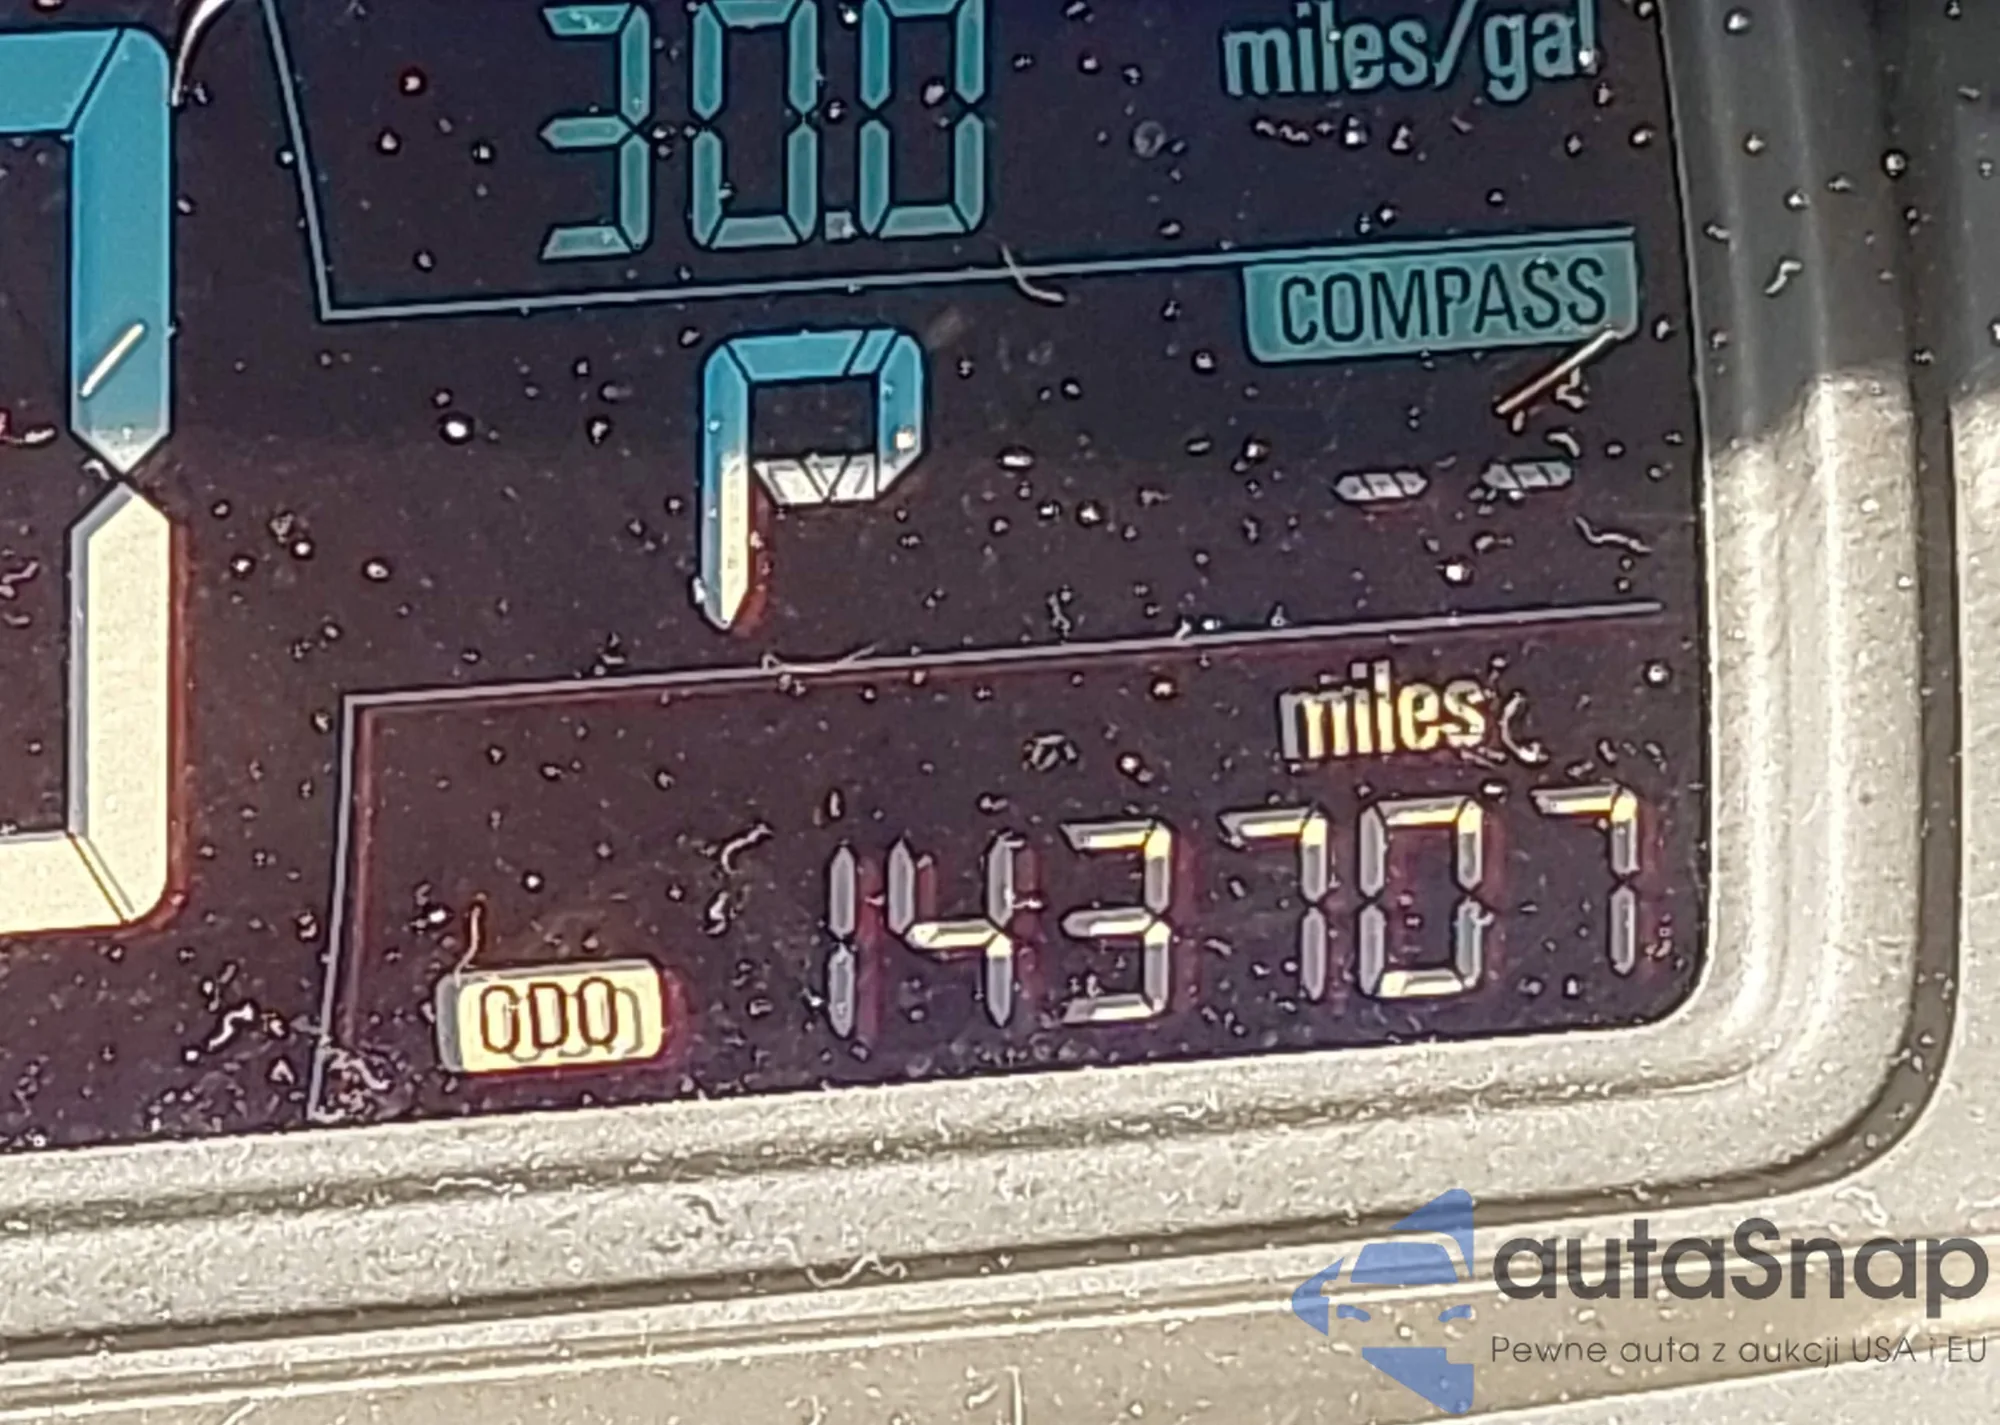 30.0 miles/gal
COMPASS
P - -
miles
ODO 143707
autaSnap
Pewne auta z aukcji USA i EU